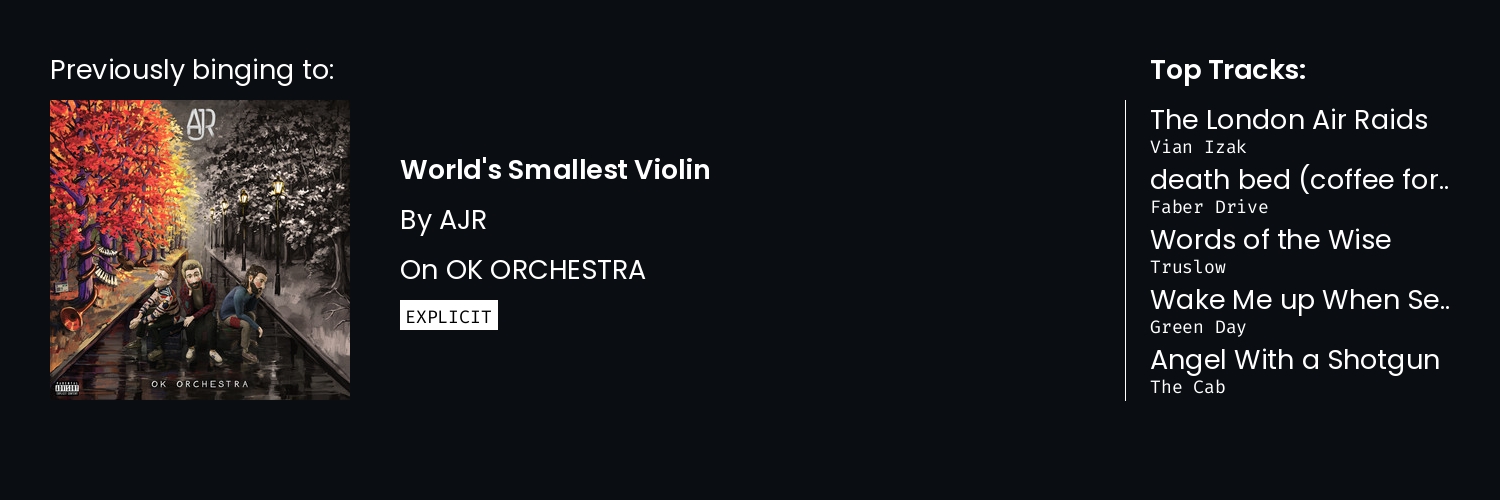 Previously binging to:
AJR
OK ORCHESTRA
World's Smallest Violin
By AJR
On OK ORCHESTRA
EXPLICIT
Top Tracks:
The London Air Raids
Vian Izak
death bed (coffee for..
Faber Drive
Words of the Wise
Truslow
Wake Me up When Se..
Green Day
Angel With a Shotgun
The Cab